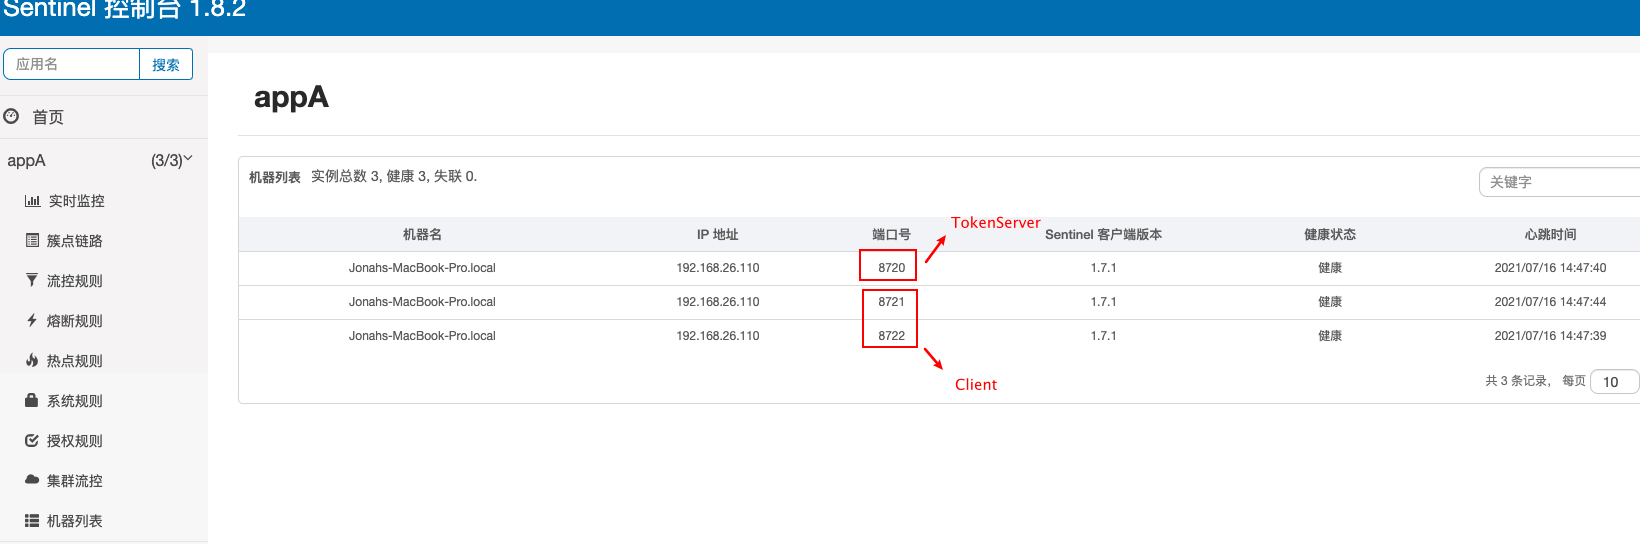 Sentinel 控制台 1.8.2
应用名 搜索
首页
appA (3/3)
实时监控
簇点链路
流控规则
熔断规则
热点规则
系统规则
授权规则
集群流控
机器列表
appA
机器列表 实例总数 3, 健康 3, 失联 0.
关键字
TokenServer
机器名 IP 地址 端口号 Sentinel 客户端版本 健康状态 心跳时间
Jonahs-MacBook-Pro.local 192.168.26.110 8720 1.7.1 健康 2021/07/16 14:47:40
Jonahs-MacBook-Pro.local 192.168.26.110 8721 1.7.1 健康 2021/07/16 14:47:44
Jonahs-MacBook-Pro.local 192.168.26.110 8722 1.7.1 健康 2021/07/16 14:47:39
Client
共 3 条记录, 每页 10